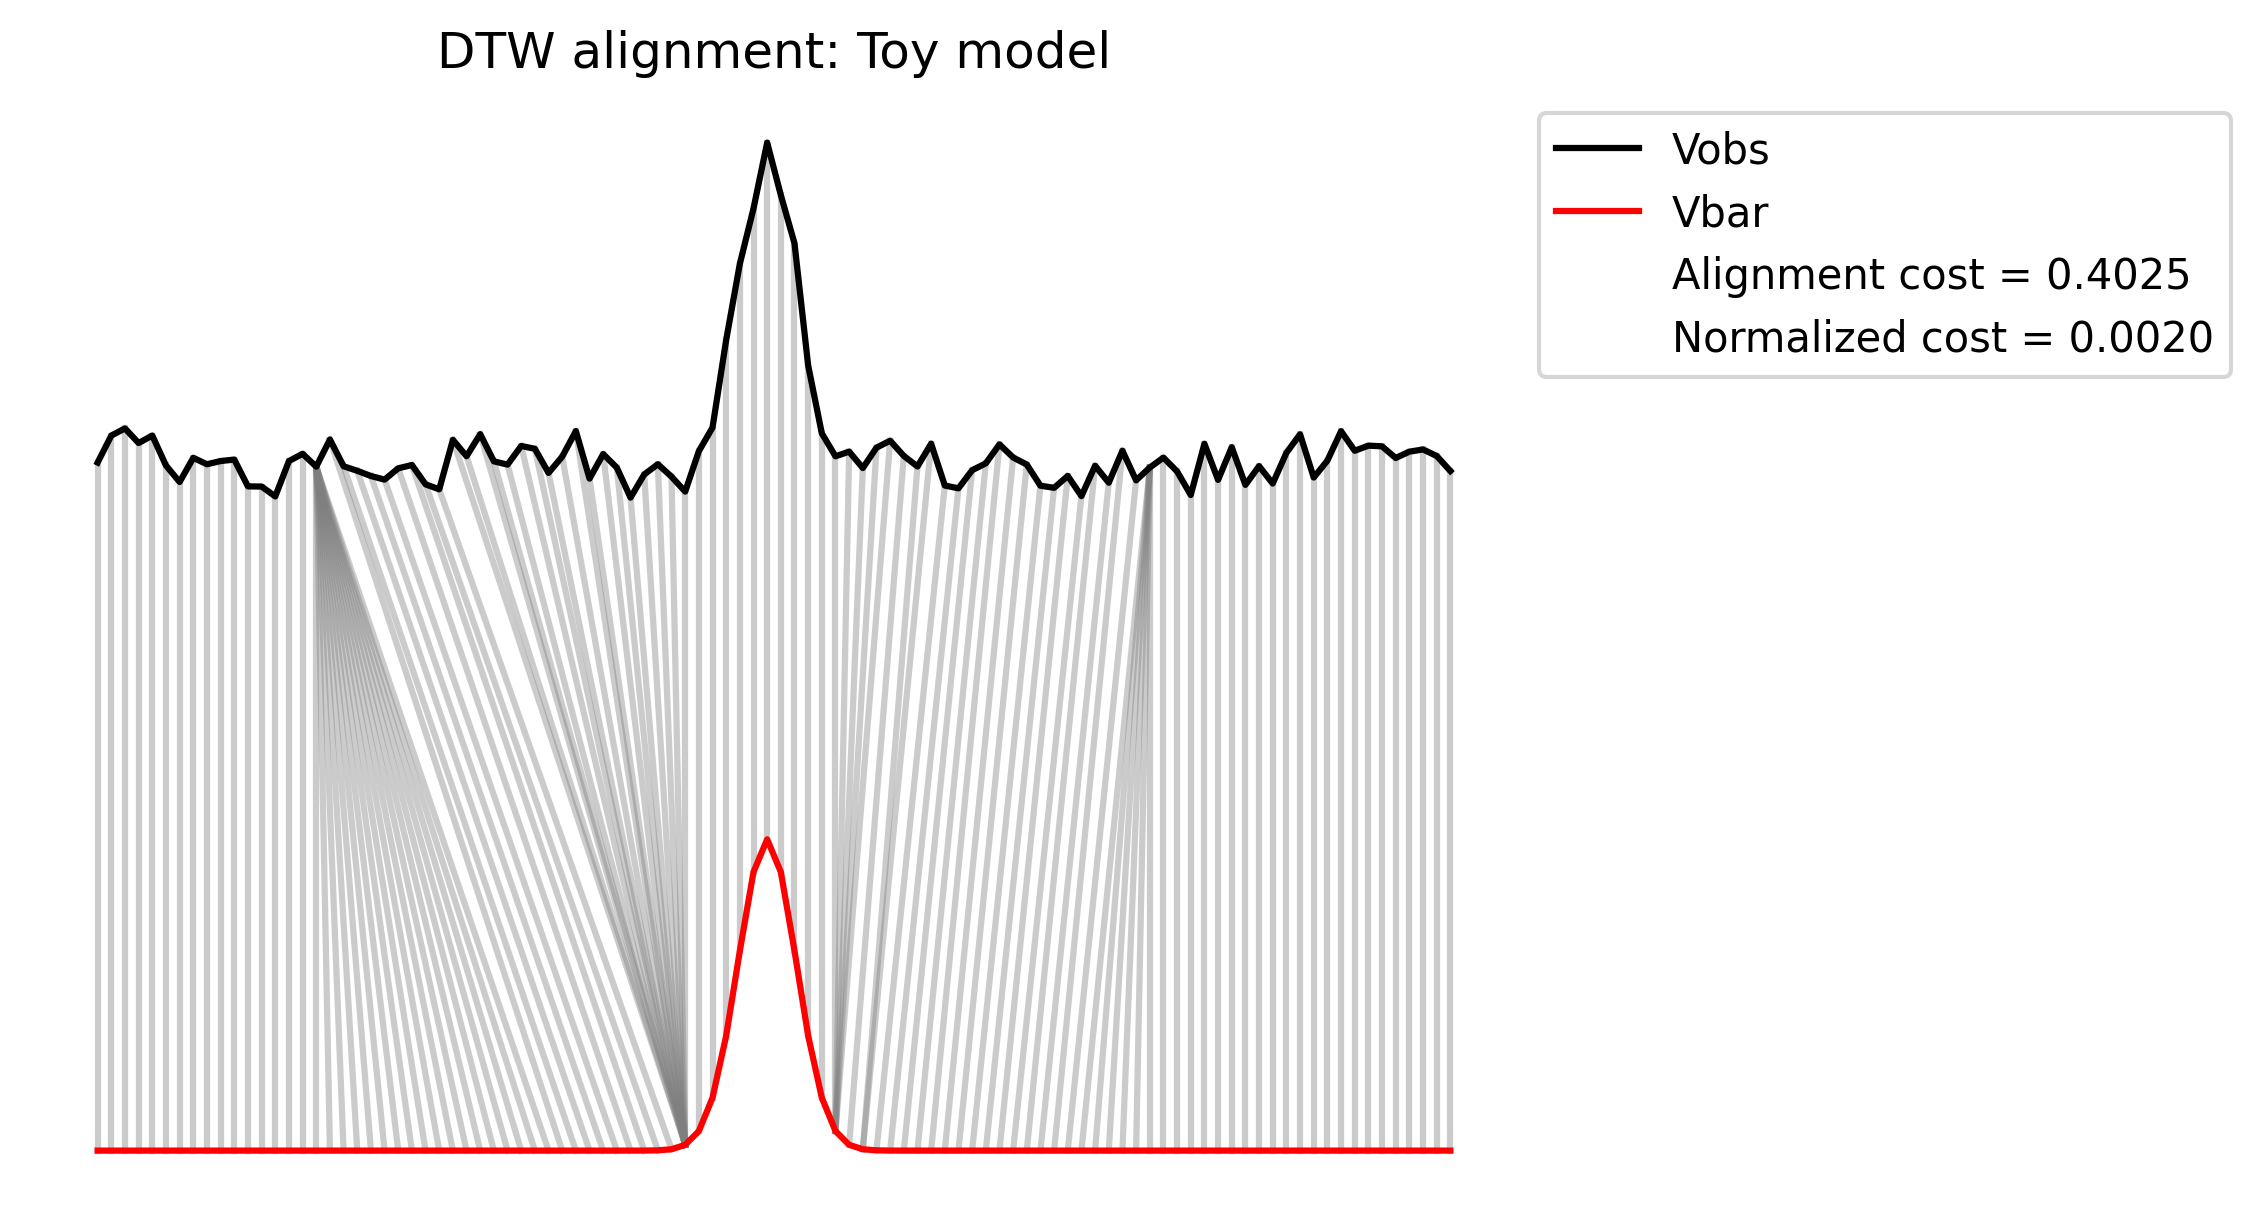 DTW alignment: Toy model
Vobs
Vbar
Alignment cost = 0.4025
Normalized cost = 0.0020